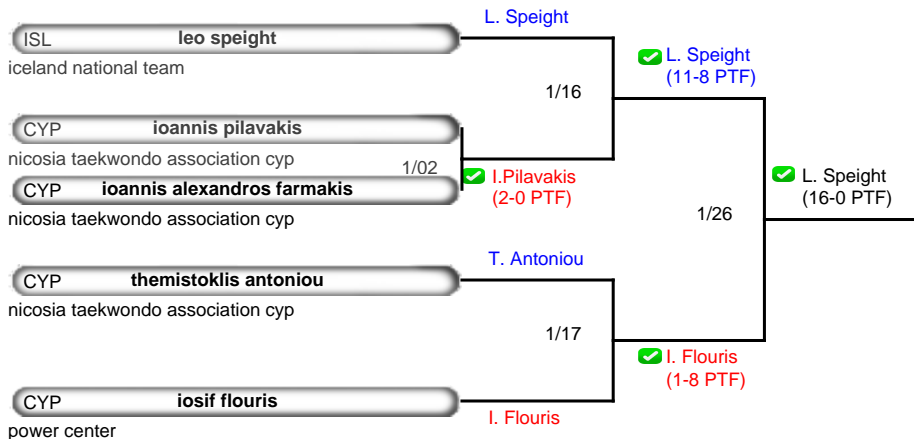 L. Speight
ISL leo speight
iceland national team
L. Speight
(11-8 PTF)
1/16
CYP ioannis pilavakis
nicosia taekwondo association cyp
1/02
I.Pilavakis
(2-0 PTF)
CYP ioannis alexandros farmakis
nicosia taekwondo association cyp
L. Speight
(16-0 PTF)
1/26
T. Antoniou
CYP themistoklis antoniou
nicosia taekwondo association cyp
1/17
I. Flouris
(1-8 PTF)
CYP iosif flouris
I. Flouris
power center